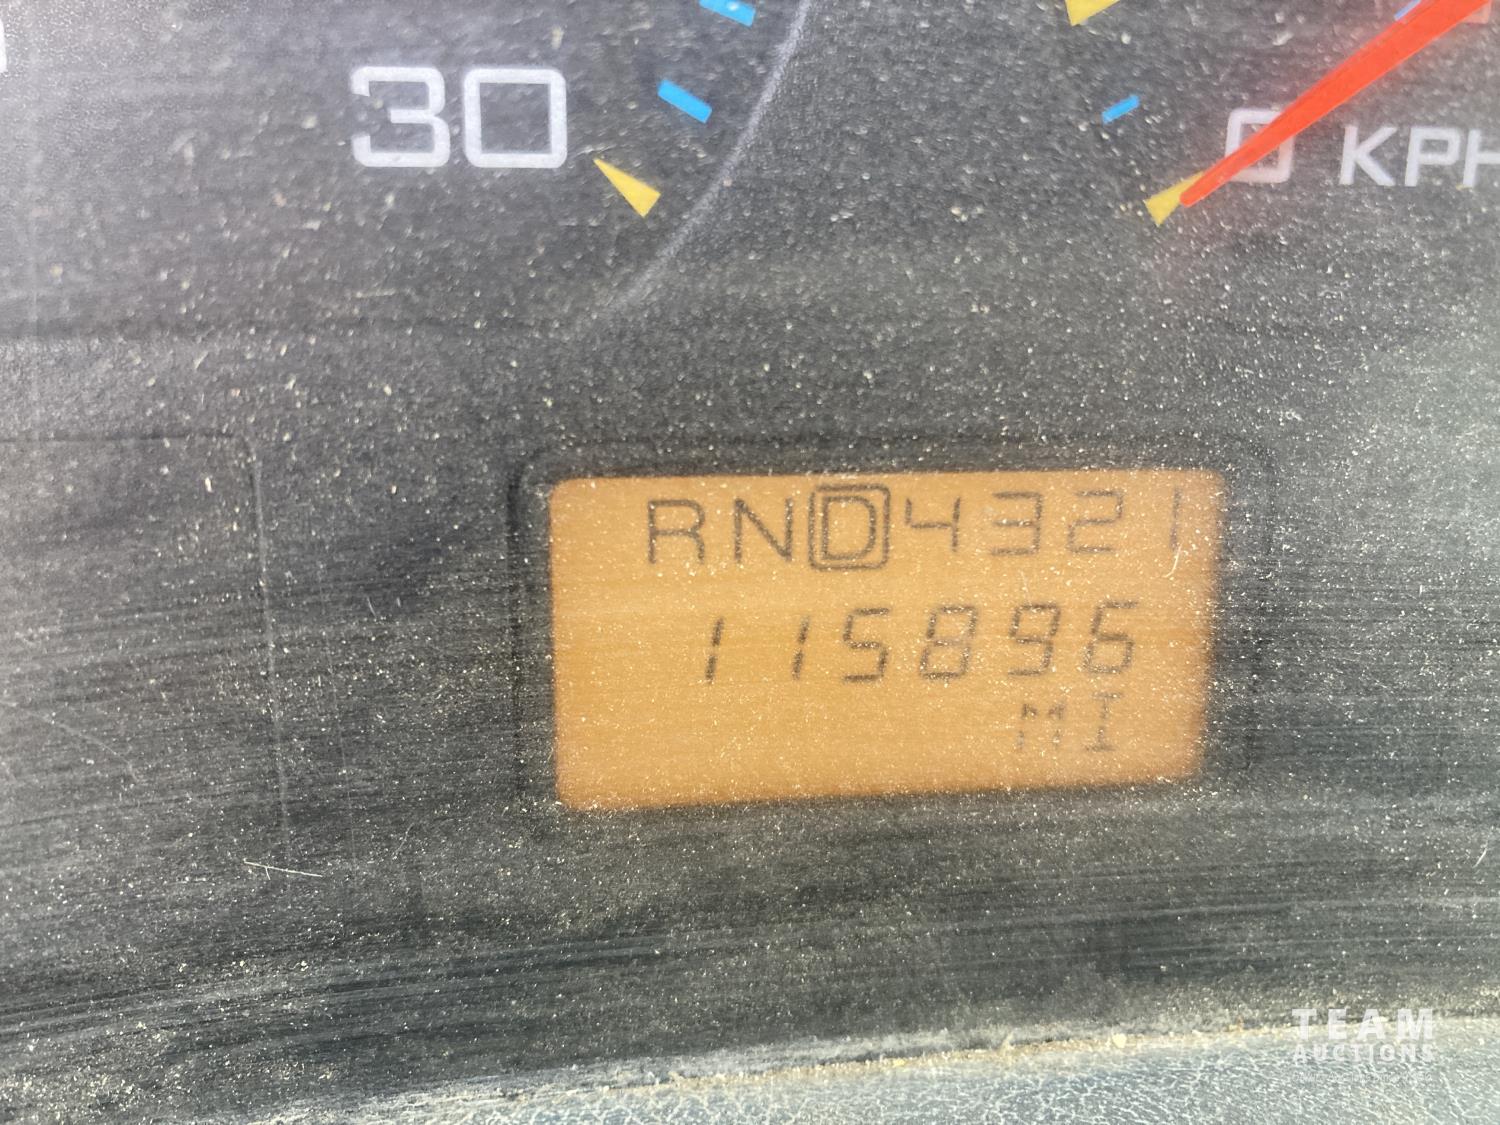 30
0 KPH
RND4321
115896
MI
TEAM
AUCTIONS